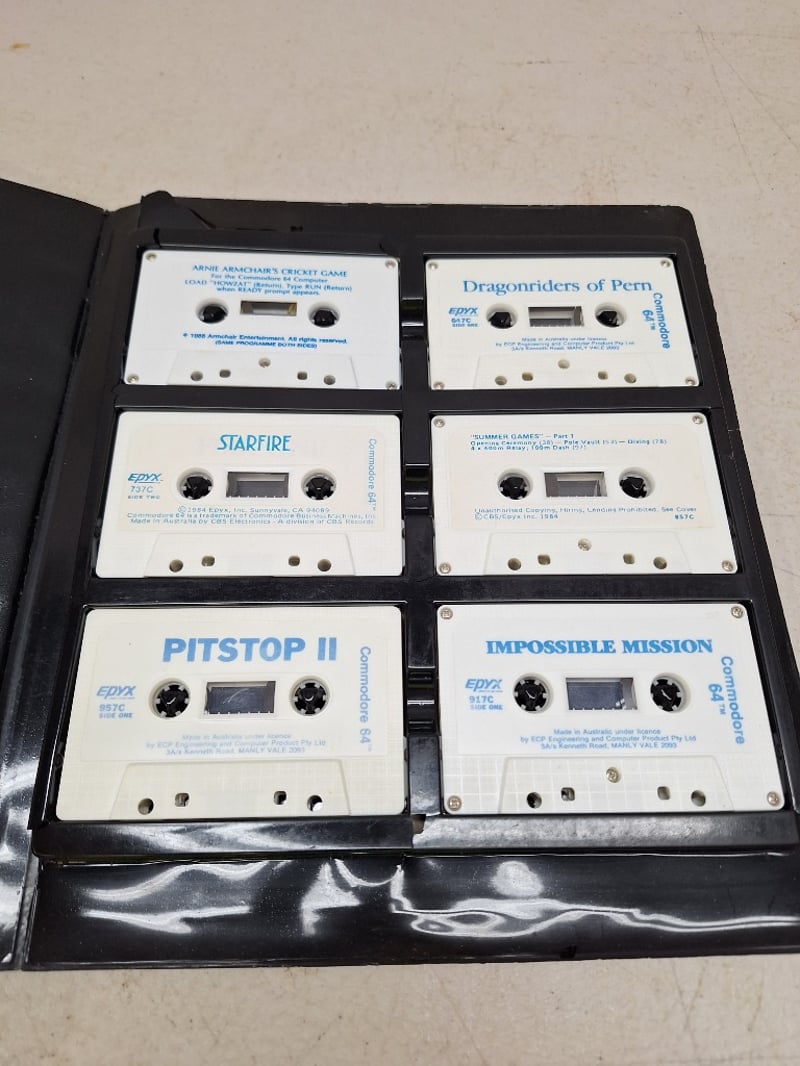 ARNIE ARMCHAIR'S CRICKET GAME
For the Commodore 64 Computer
LOAD "HOWZAT" (Return). Type RUN (Return)
when READY prompt appears.
© 1985 Armchair Entertainment. All rights reserved.
(SAME PROGRAMME BOTH SIDES)
Dragonriders of Pern
EPYX
647C
SIDE ONE
Commodore
64™
Made in Australia under licence
by ECP Engineering and Computer Product Pty Ltd
3A/s Kenneth Road, MANLY VALE 2093
STARFIRE
EPYX
737C
SIDE TWO
Commodore 64™
©1984 Epyx, Inc. Sunnyvale, CA 94089
Commodore 64 is a trademark of Commodore Business Machines, Inc.
Made in Australia by CBS Electronics - A division of CBS Records
"SUMMER GAMES" - Part 1
Opening Ceremony (38) - Pole Vault - Diving (78)
4 x 400m Relay; 100m Dash
Unauthorised Copying, Hiring, Lending Prohibited. See Cover
©CBS/Epyx Inc. 1984
857C
PITSTOP II
EPYX
957C
SIDE ONE
Commodore 64™
Made in Australia under licence
by ECP Engineering and Computer Product Pty Ltd
3A/s Kenneth Road, MANLY VALE 2093
IMPOSSIBLE MISSION
EPYX
917C
SIDE ONE
Commodore
64™
Made in Australia under licence
by ECP Engineering and Computer Product Pty Ltd
3A/s Kenneth Road, MANLY VALE 2093